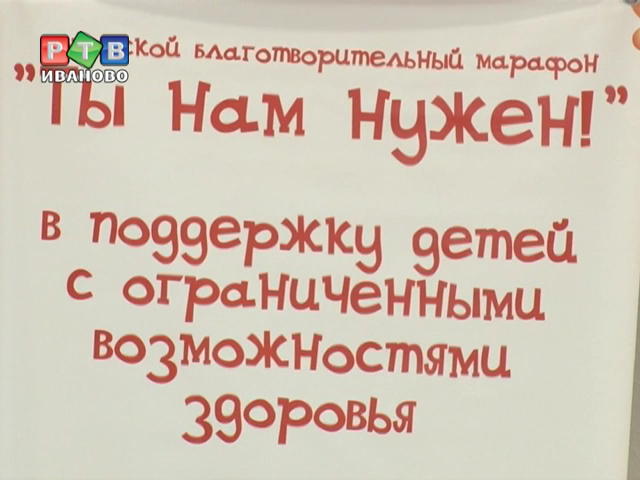 РТВ
ИВАНОВО
благотворительный марафон
"Ты нам нужен!"
в поддержку детей
с ограниченными
возможностями
здоровья